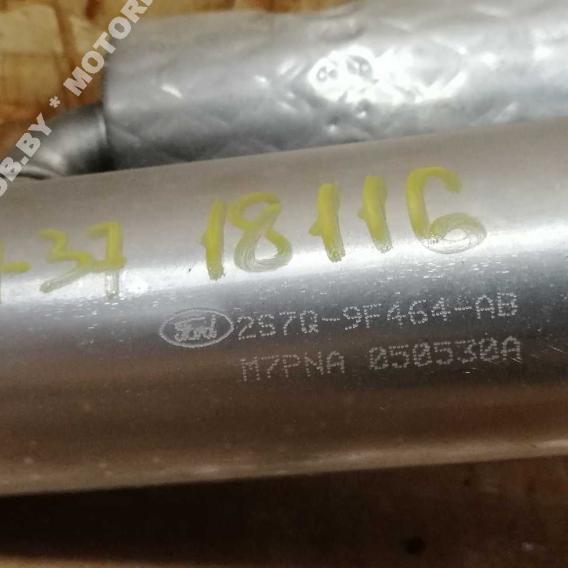 OB.BY * MOTOR
-37 18116
Ford 2S7Q-9F464-AB
M7PNA 050530A